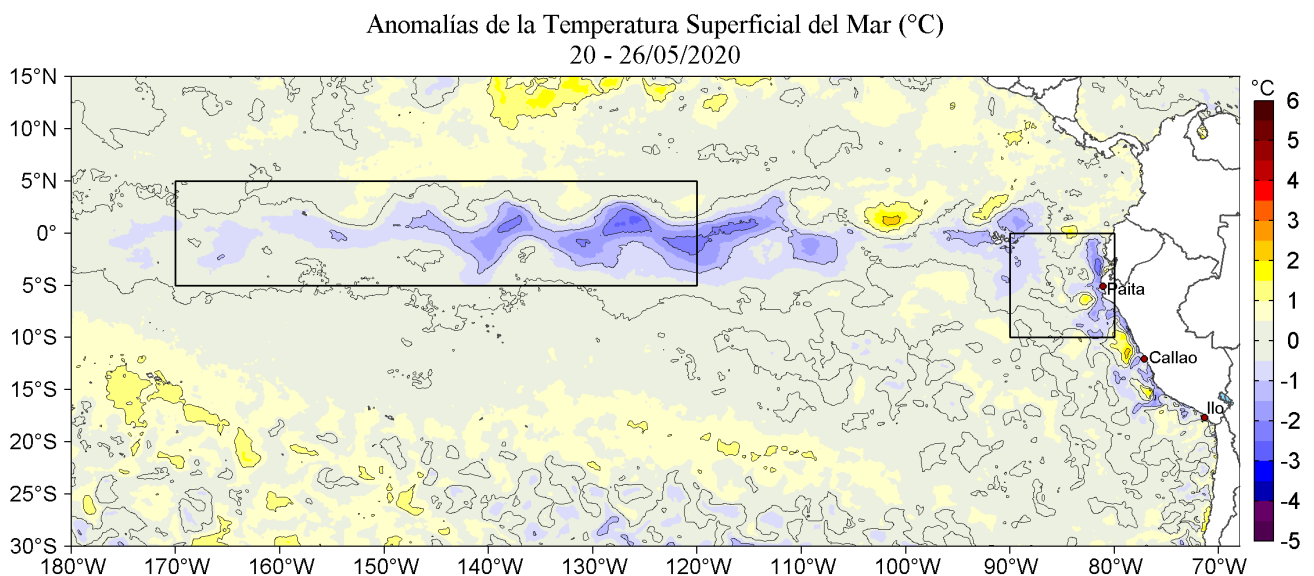 Anomalías de la Temperatura Superficial del Mar (°C)
20 - 26/05/2020
15°N
10°N
5°N
0°
5°S
10°S
15°S
20°S
25°S
30°S
180°W 170°W 160°W 150°W 140°W 130°W 120°W 110°W 100°W 90°W 80°W 70°W
Paita
Callao
Ilo
°C
6
5
4
3
2
1
0
-1
-2
-3
-4
-5